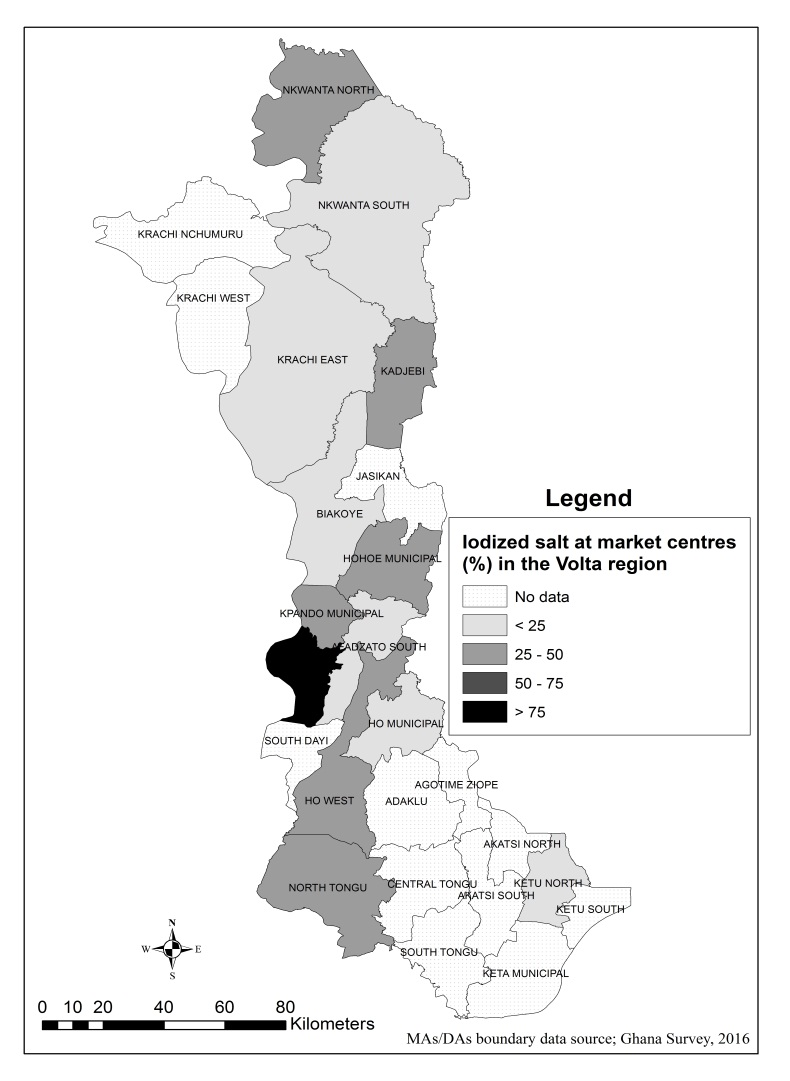 NKWANTA NORTH
NKWANTA SOUTH
KRACHI NCHUMURU
KRACHI WEST
KRACHI EAST
KADJEBI
JASIKAN
BIAKOYE
HOHOE MUNICIPAL
KPANDO MUNICIPAL
AFADZATO SOUTH
HO MUNICIPAL
SOUTH DAYI
AGOTIME ZIOPE
HO WEST
ADAKLU
AKATSI NORTH
NORTH TONGU
CENTRAL TONGU
KETU NORTH
AKATSI SOUTH
KETU SOUTH
SOUTH TONGU
KETA MUNICIPAL
Legend
Iodized salt at market centres
(%) in the Volta region
No data
< 25
25 - 50
50 - 75
> 75
N
W E
S
0 10 20 40 60 80
Kilometers
MAs/DAs boundary data source; Ghana Survey, 2016